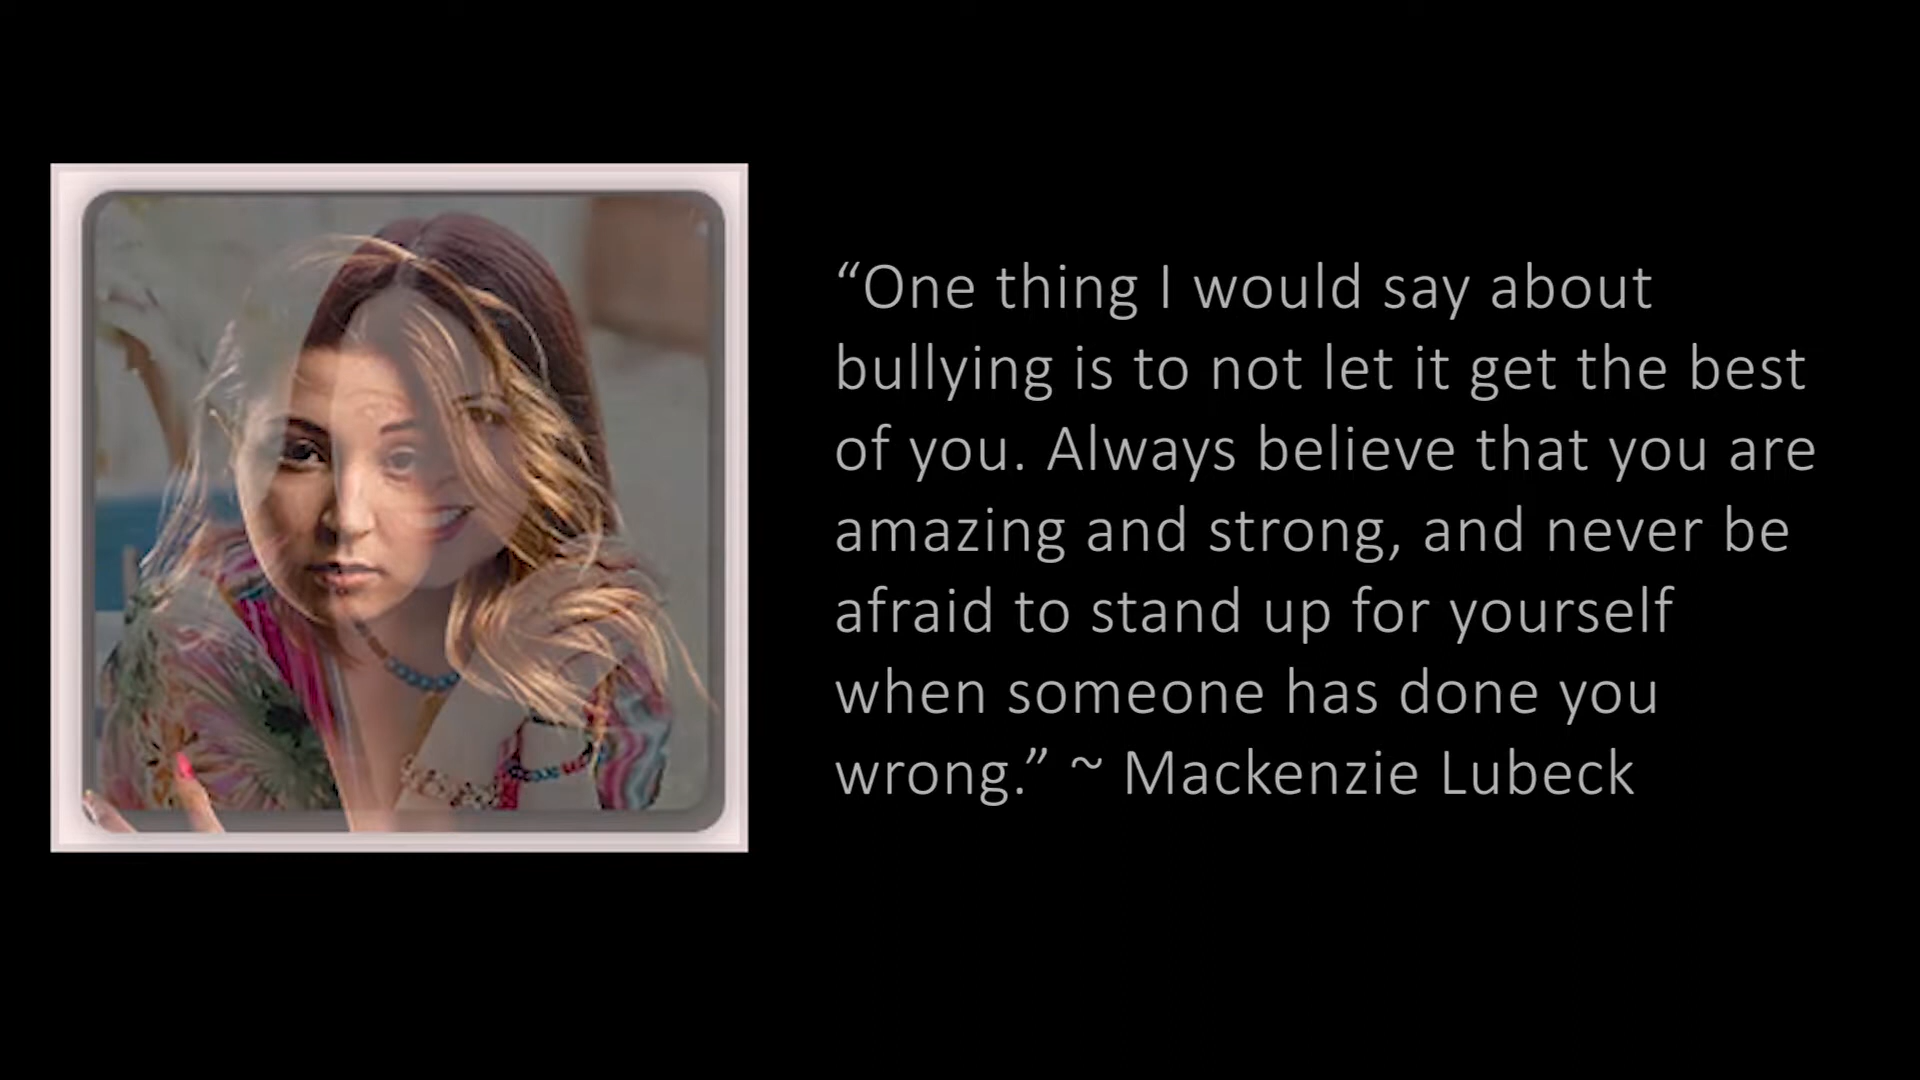 “One thing I would say about
bullying is to not let it get the best
of you. Always believe that you are
amazing and strong, and never be
afraid to stand up for yourself
when someone has done you
wrong.” ~ Mackenzie Lubeck